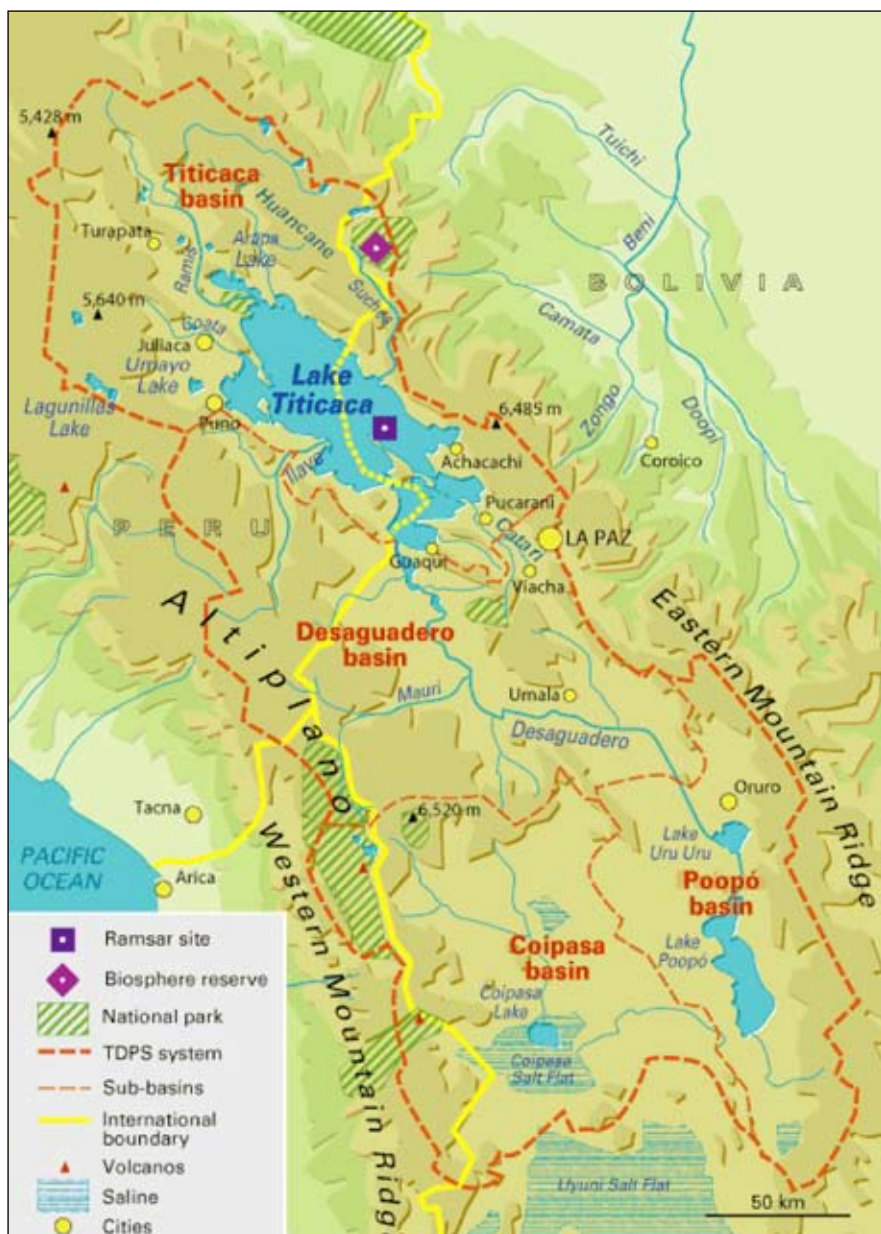 5,428 m
Titicaca
basin
Huancane
Turapata
Ramis
Arapa
Lake
Suches
Tuichi
Beni
BOLIVIA
5,640 m
Coata
Juliaca
Umayo
Lake
Lake
Titicaca
Camata
Lagunillas
Lake
Puno
6,485 m
Zongo
Doopi
Ilave
Achacachi
Coroico
PERU
Pucarani
Catari
LA PAZ
Guaqui
Viacha
Altiplano
Desaguadero
basin
Eastern Mountain Ridge
Mauri
Umala
Desaguadero
Tacna
6,520 m
Oruro
PACIFIC
OCEAN
Arica
Western Mountain Ridge
Lake
Uru Uru
Poopó
basin
Coipasa
basin
Lake
Poopó
Coipasa
Lake
Coipasa
Salt Flat
Uyuni Salt Flat
Ramsar site
Biosphere reserve
National park
TDPS system
Sub-basins
International
boundary
Volcanos
Saline
Cities
50 km